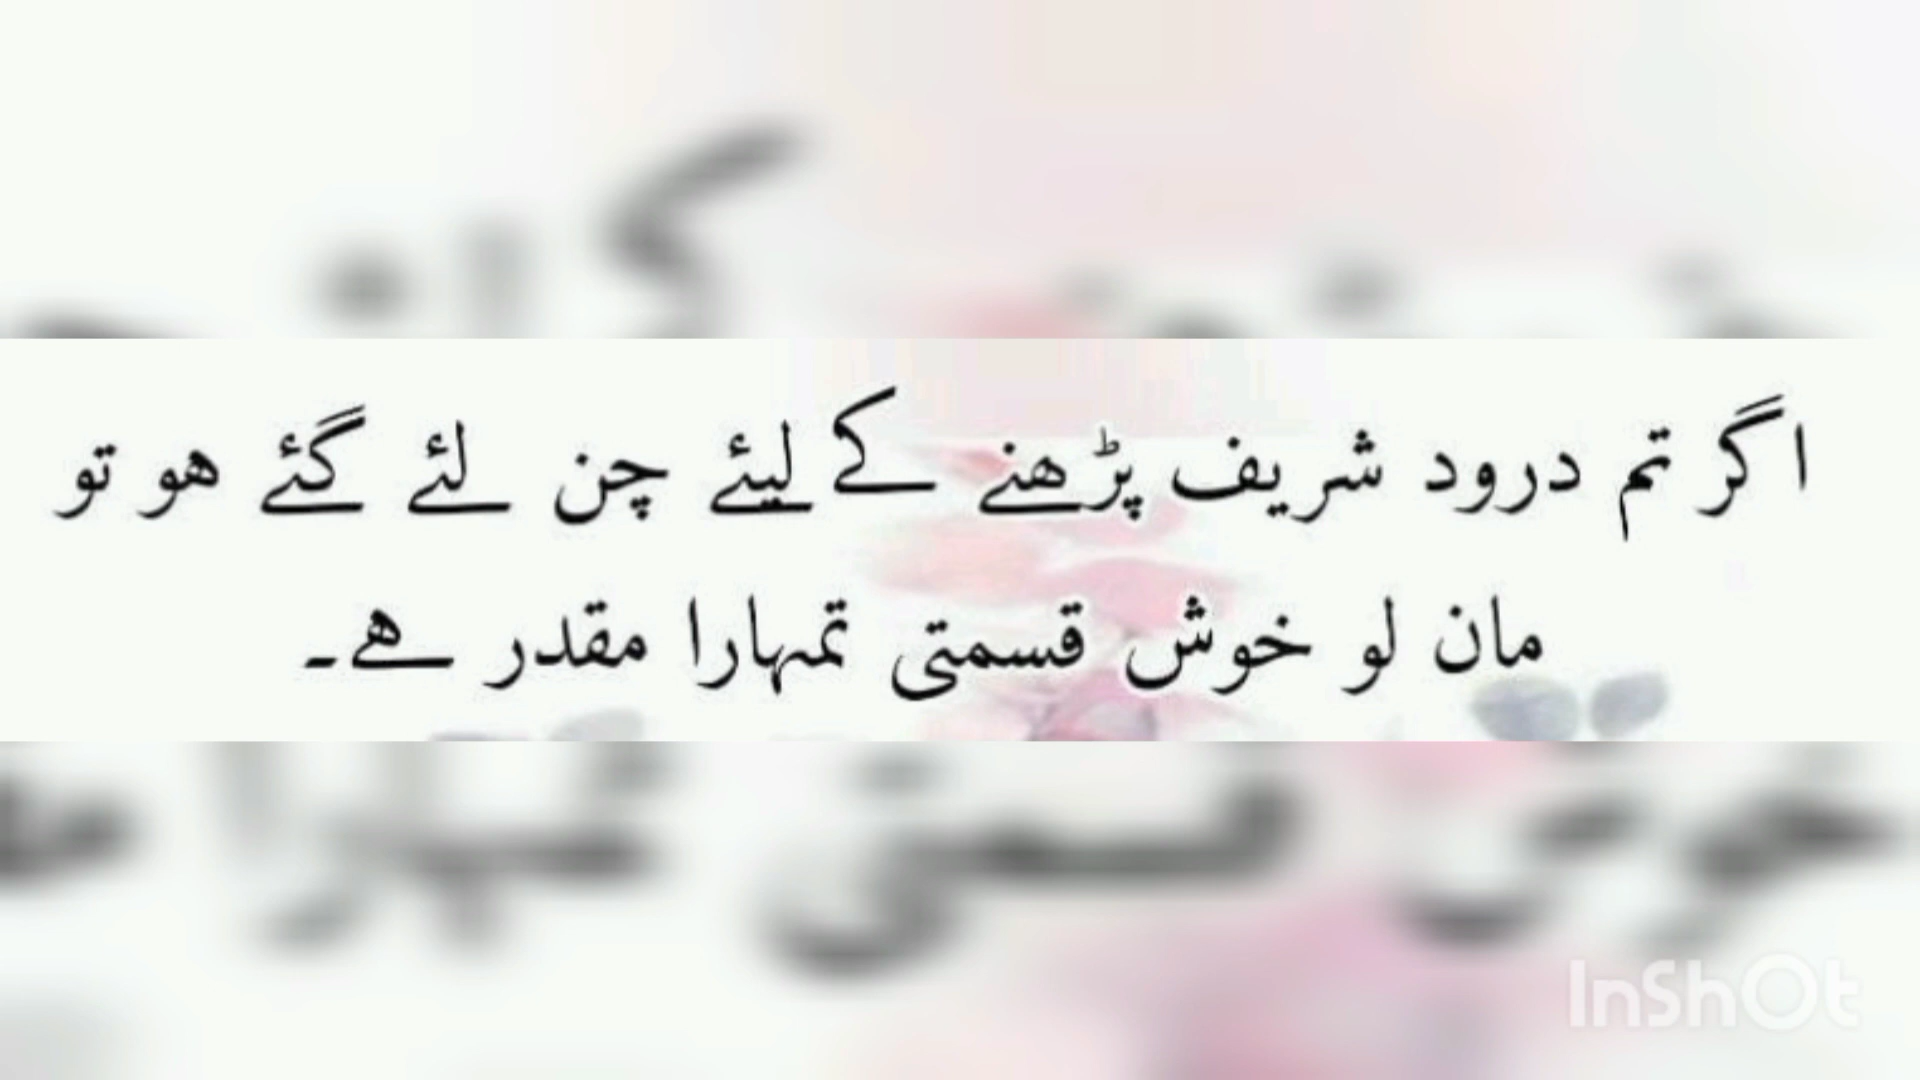 اگر تم درود شریف پڑھنے کے لیئے چن لئے گئے ھو تو
مان لو خوش قسمتی تمہارا مقدر ھے۔
InShOt